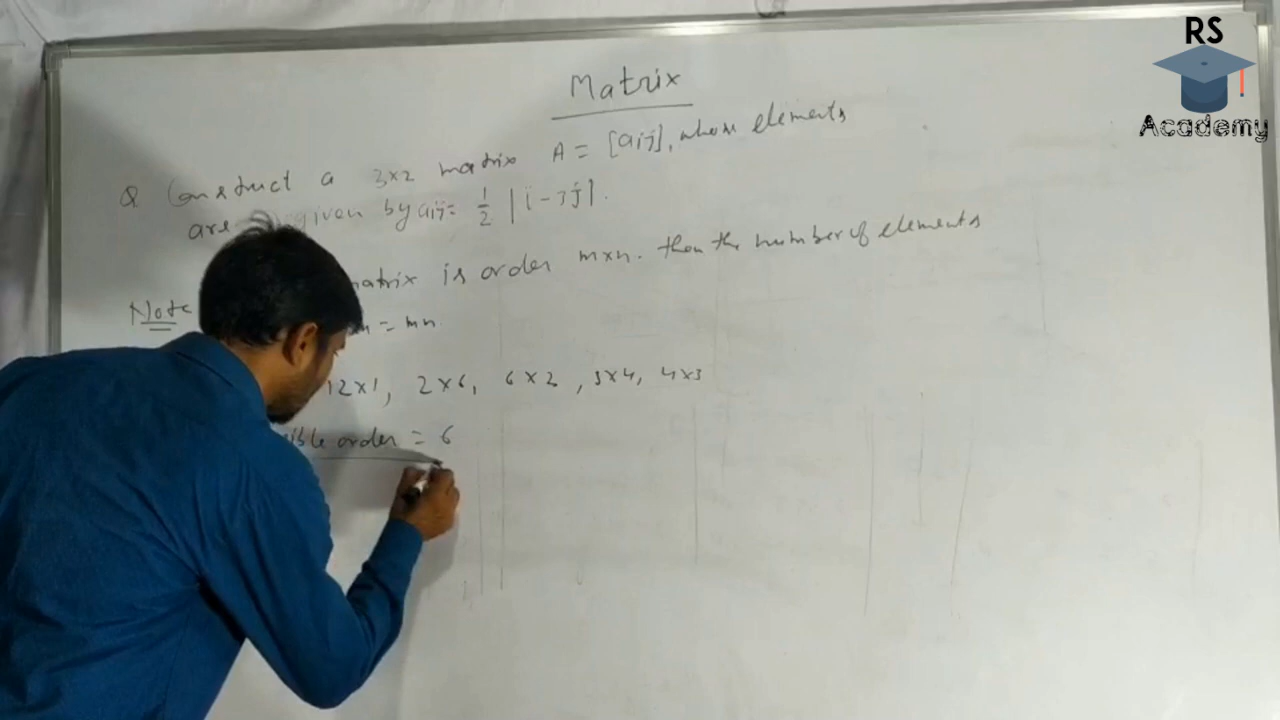 RS
Academy
Matrix
Q Construct a 3×2 matrix A = [aij], whose elements
are given by aij = 1/2 |i-3j|.
Note matrix is order m×n. then the number of elements
= mn
12×1, 2×6, 6×2, 3×4, 4×3
order = 6